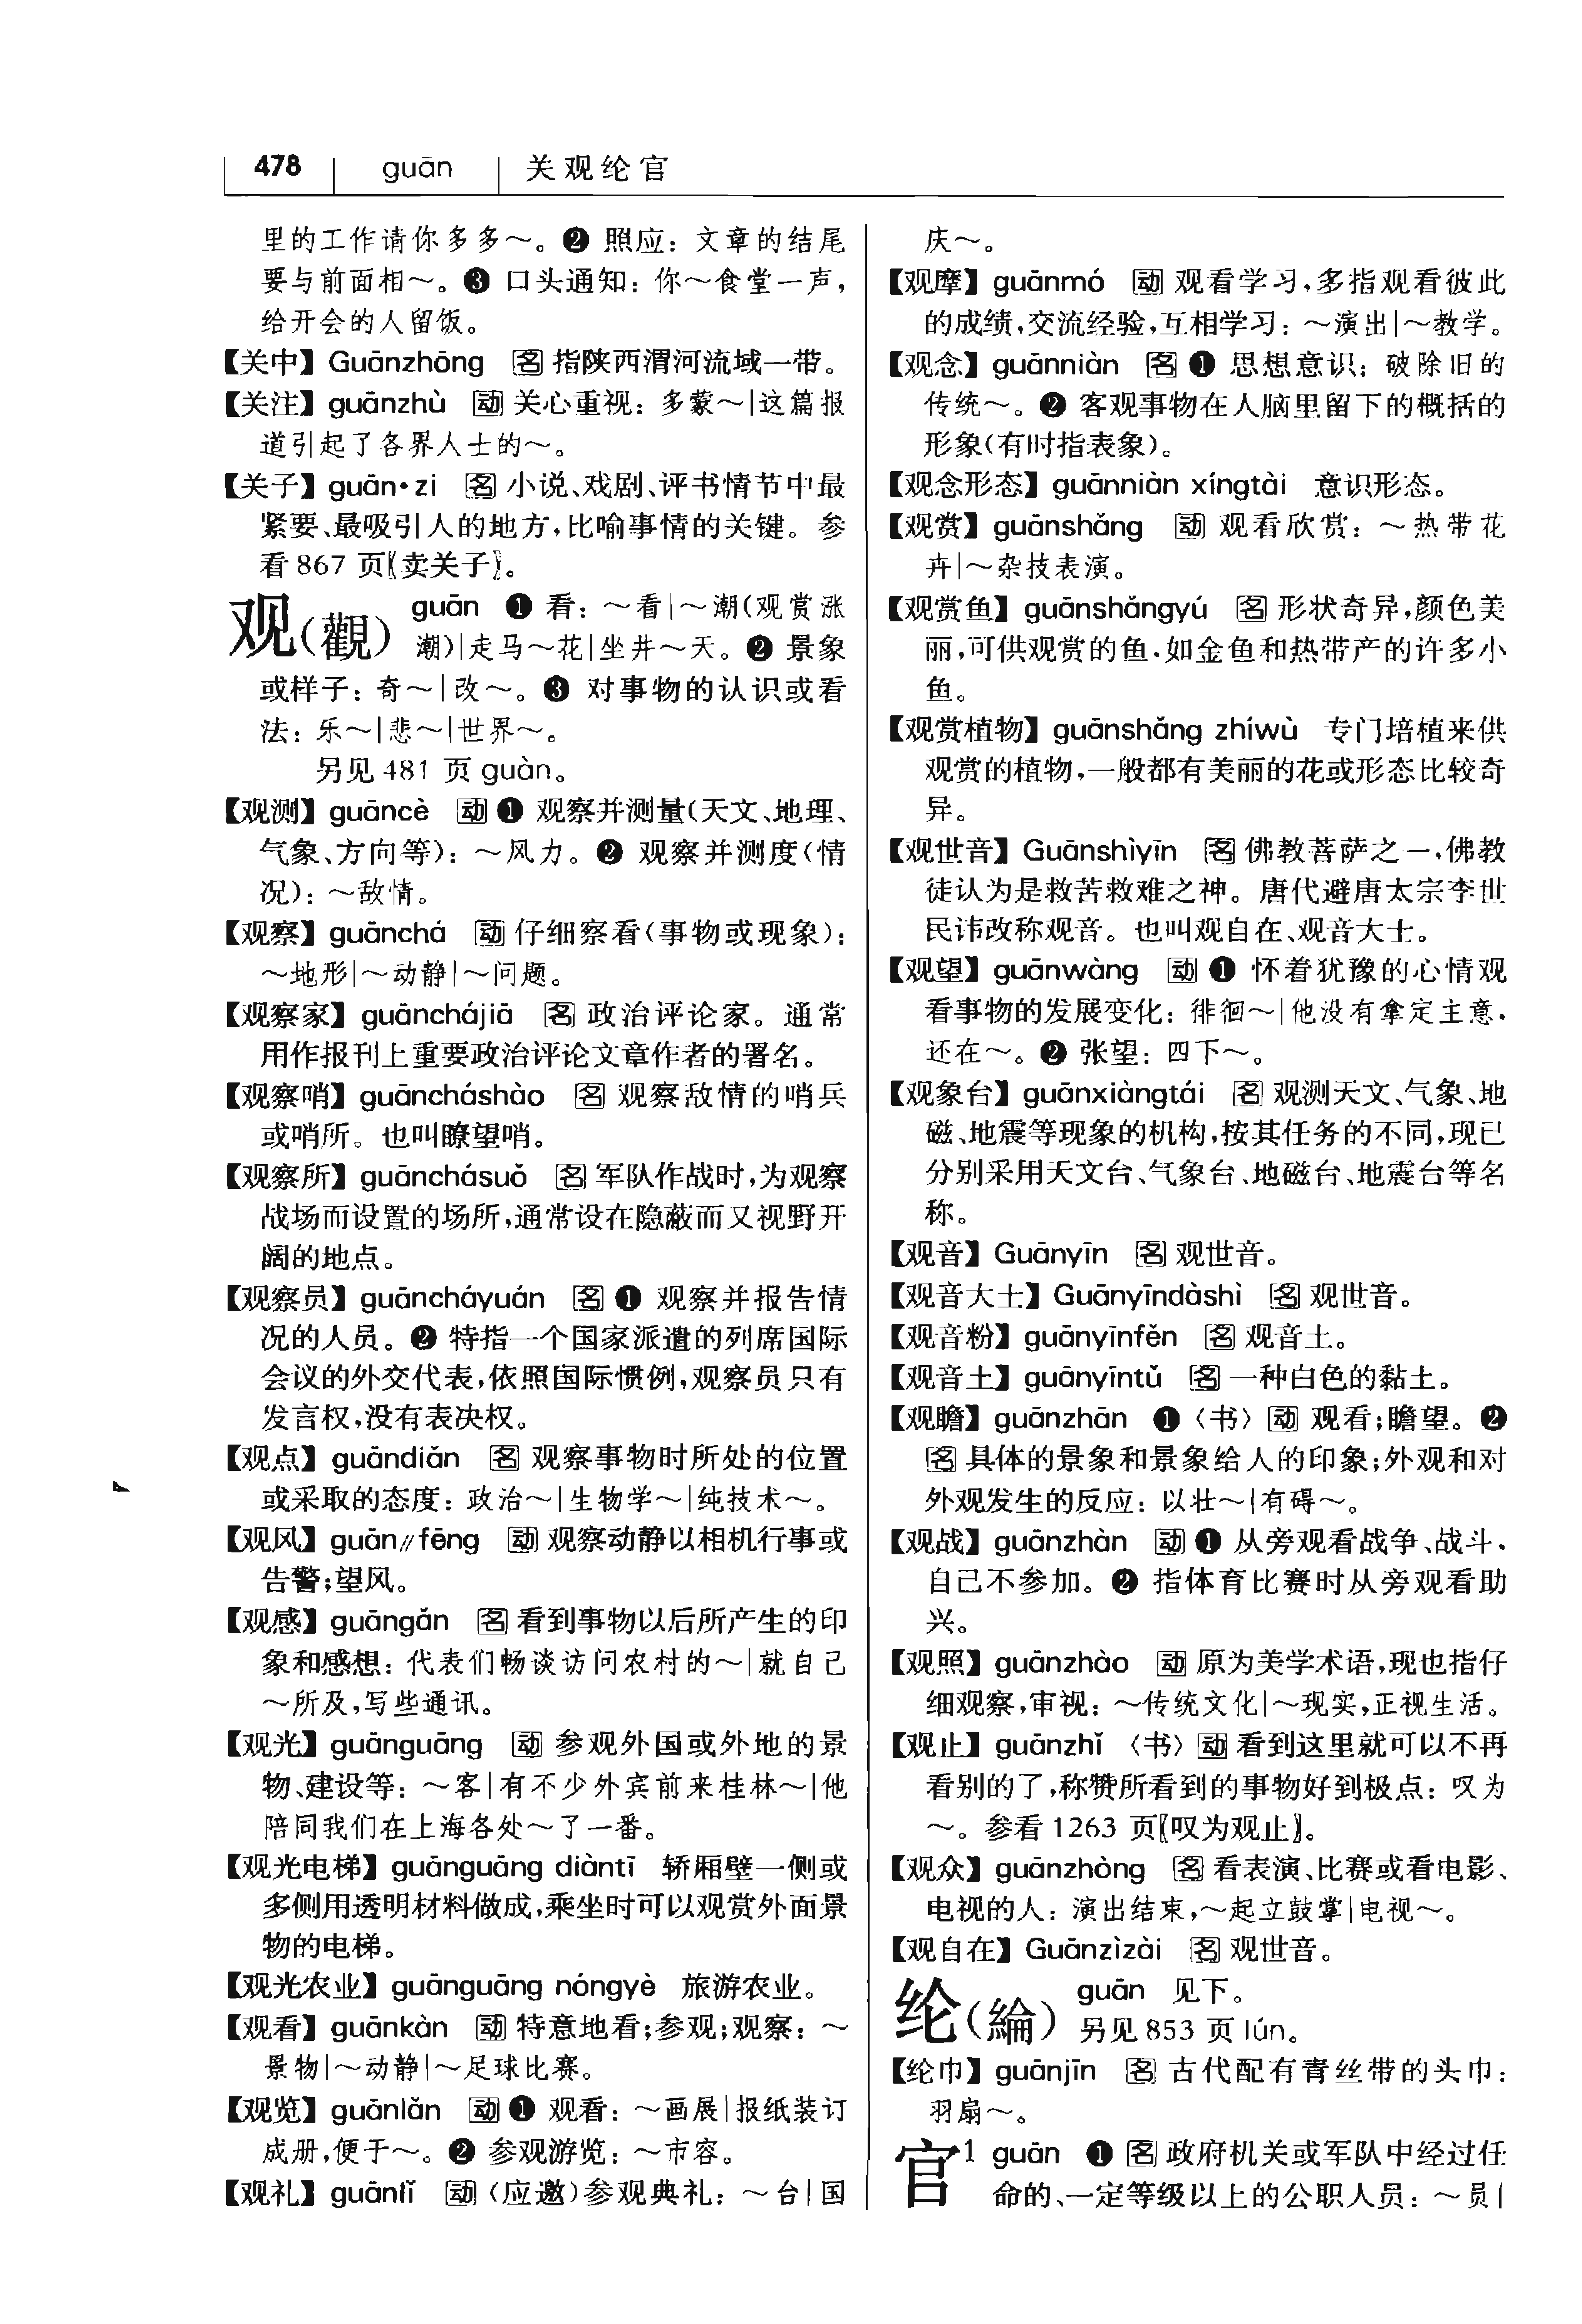 478 guān 关观纶官
里的工作请你多多～。❷ 照应：文章的结尾
要与前面相～。❸ 口头通知：你～食堂一声，
给开会的人留饭。
【关中】Guānzhōng 名 指陕西渭河流域一带。
【关注】guānzhù 动 关心重视：多蒙～|这篇报
道引起了各界人士的～。
【关子】guān·zi 名 小说、戏剧、评书情节中最
紧要、最吸引人的地方，比喻事情的关键。参
看 867 页〖卖关子〗。
观(觀) guān ❶ 看：～看|～潮(观赏涨
潮)|走马～花|坐井～天。❷ 景象
或样子：奇～|改～。❸ 对事物的认识或看
法：乐～|悲～|世界～。
另见 481 页 guàn。
【观测】guāncè 动 ❶ 观察并测量(天文、地理、
气象、方向等)：～风力。❷ 观察并测度(情
况)：～敌情。
【观察】guānchá 动 仔细察看(事物或现象)：
～地形|～动静|～问题。
【观察家】guānchájiā 名 政治评论家。通常
用作报刊上重要政治评论文章作者的署名。
【观察哨】guāncháshào 名 观察敌情的哨兵
或哨所。也叫瞭望哨。
【观察所】guānchásuǒ 名 军队作战时，为观察
战场而设置的场所，通常设在隐蔽而又视野开
阔的地点。
【观察员】guāncháyuán 名 ❶ 观察并报告情
况的人员。❷ 特指一个国家派遣的列席国际
会议的外交代表，依照国际惯例，观察员只有
发言权，没有表决权。
【观点】guāndiǎn 名 观察事物时所处的位置
或采取的态度：政治～|生物学～|纯技术～。
【观风】guān∥fēng 动 观察动静以相机行事或
告警；望风。
【观感】guāngǎn 名 看到事物以后所产生的印
象和感想：代表们畅谈访问农村的～|就自己
～所及，写些通讯。
【观光】guānguāng 动 参观外国或外地的景
物、建设等：～客|有不少外宾前来桂林～|他
陪同我们在上海各处～了一番。
【观光电梯】guānguāng diàntī 轿厢壁一侧或
多侧用透明材料做成，乘坐时可以观赏外面景
物的电梯。
【观光农业】guānguāng nóngyè 旅游农业。
【观看】guānkàn 动 特意地看；参观；观察：～
景物|～动静|～足球比赛。
【观览】guānlǎn 动 ❶ 观看：～画展|报纸装订
成册，便于～。❷ 参观游览：～市容。
【观礼】guānlǐ 动 (应邀)参观典礼：～台|国
庆～。
【观摩】guānmó 动 观看学习，多指观看彼此
的成绩，交流经验，互相学习：～演出|～教学。
【观念】guānniàn 名 ❶ 思想意识：破除旧的
传统～。❷ 客观事物在人脑里留下的概括的
形象(有时指表象)。
【观念形态】guānniàn xíngtài 意识形态。
【观赏】guānshǎng 动 观看欣赏：～热带花
卉|～杂技表演。
【观赏鱼】guānshǎngyú 名 形状奇异，颜色美
丽，可供观赏的鱼，如金鱼和热带产的许多小
鱼。
【观赏植物】guānshǎng zhíwù 专门培植来供
观赏的植物，一般都有美丽的花或形态比较奇
异。
【观世音】Guānshìyīn 名 佛教菩萨之一，佛教
徒认为是救苦救难之神。唐代避唐太宗李世
民讳改称观音。也叫观自在、观音大士。
【观望】guānwàng 动 ❶ 怀着犹豫的心情观
看事物的发展变化：徘徊～|他没有拿定主意，
还在～。❷ 张望：四下～。
【观象台】guānxiàngtái 名 观测天文、气象、地
磁、地震等现象的机构，按其任务的不同，现已
分别采用天文台、气象台、地磁台、地震台等名
称。
【观音】Guānyīn 名 观世音。
【观音大士】Guānyīndàshì 名 观世音。
【观音粉】guānyīnfěn 名 观音土。
【观音土】guānyīntǔ 名 一种白色的黏土。
【观瞻】guānzhān ❶〈书〉动 观看；瞻望。❷
名 具体的景象和景象给人的印象；外观和对
外观发生的反应：以壮～|有碍～。
【观战】guānzhàn 动 ❶ 从旁观看战争、战斗，
自己不参加。❷ 指体育比赛时从旁观看助
兴。
【观照】guānzhào 动 原为美学术语，现也指仔
细观察，审视：～传统文化|～现实，正视生活。
【观止】guānzhǐ〈书〉动 看到这里就可以不再
看别的了，称赞所看到的事物好到极点：叹为
～。参看 1263 页〖叹为观止〗。
【观众】guānzhòng 名 看表演、比赛或看电影、
电视的人：演出结束，～起立鼓掌|电视～。
【观自在】Guānzìzài 名 观世音。
纶(綸) guān 见下。
另见 853 页 lún。
【纶巾】guānjīn 名 古代配有青丝带的头巾：
羽扇～。
官¹ guān ❶ 名 政府机关或军队中经过任
命的、一定等级以上的公职人员：～员|